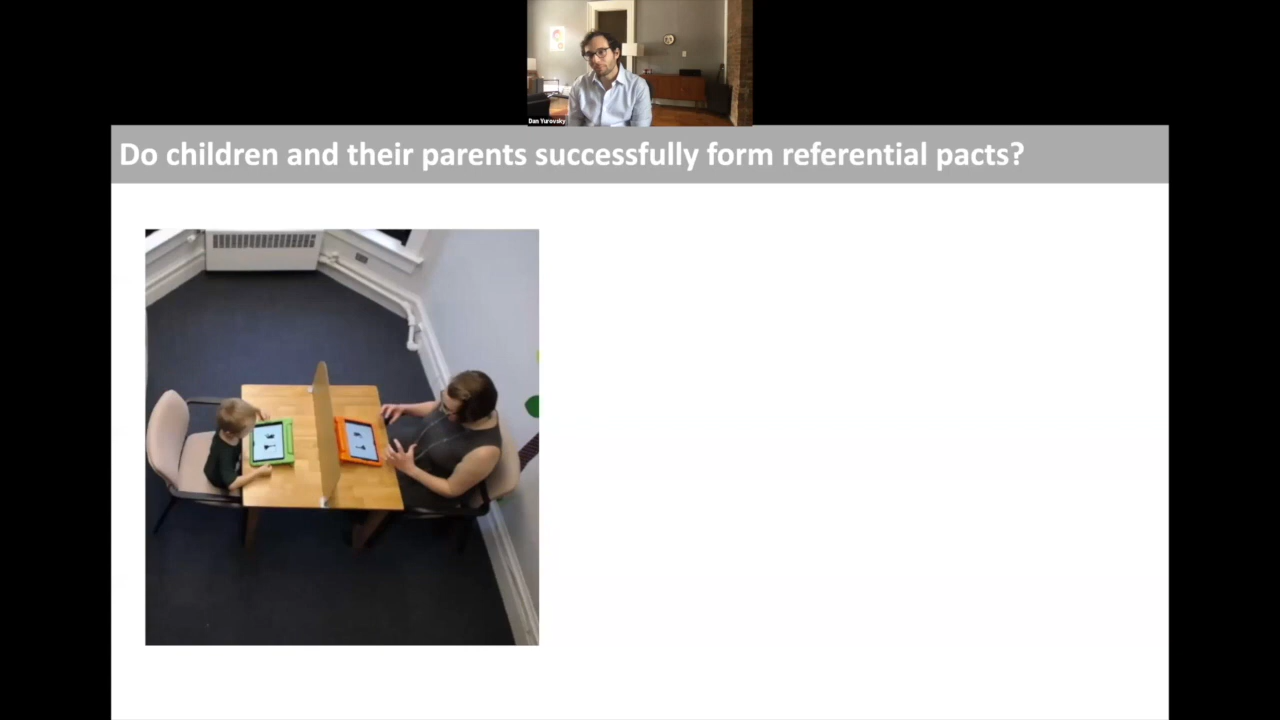 Dan Yurovsky
Do children and their parents successfully form referential pacts?